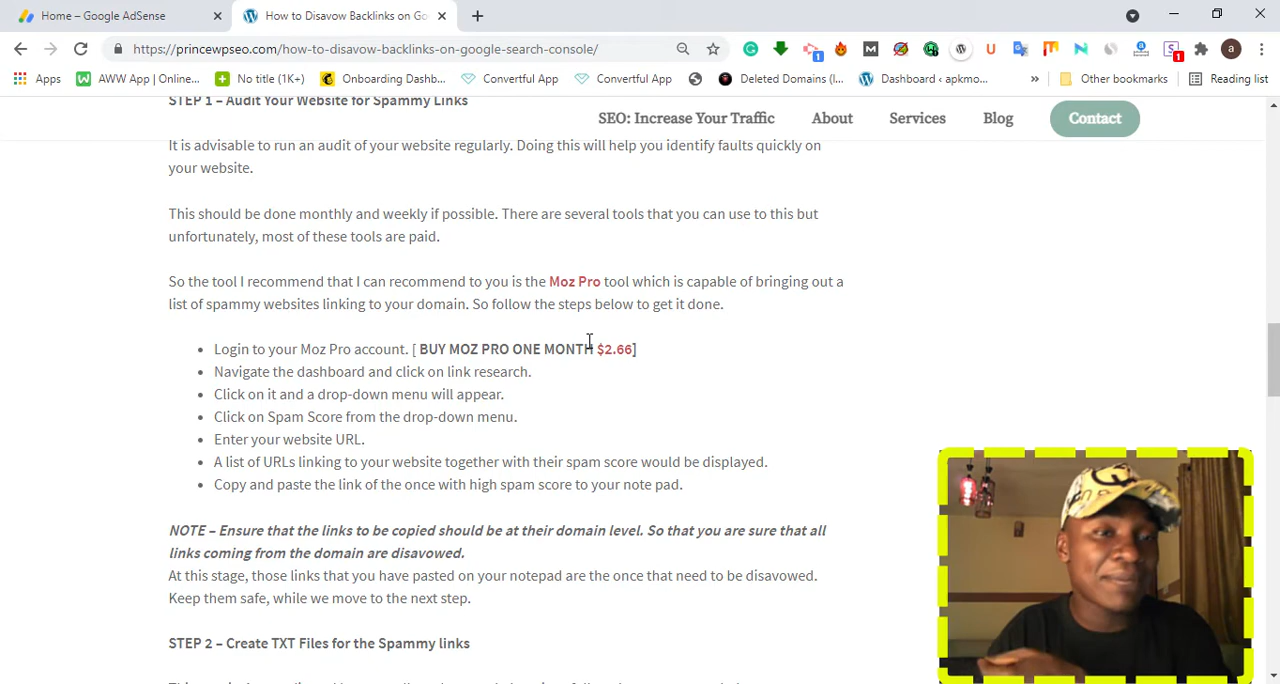 Home – Google AdSense
How to Disavow Backlinks on Go
https://princewpseo.com/how-to-disavow-backlinks-on-google-search-console/
Apps
AWW App | Online...
No title (1K+)
Onboarding Dashb...
Convertful App
Convertful App
Deleted Domains (I...
Dashboard ‹ apkmo...
»
Other bookmarks
Reading list
STEP 1 – Audit Your Website for Spammy Links
SEO: Increase Your Traffic
About
Services
Blog
Contact
It is advisable to run an audit of your website regularly. Doing this will help you identify faults quickly on
your website.
This should be done monthly and weekly if possible. There are several tools that you can use to this but
unfortunately, most of these tools are paid.
So the tool I recommend that I can recommend to you is the Moz Pro tool which is capable of bringing out a
list of spammy websites linking to your domain. So follow the steps below to get it done.
• Login to your Moz Pro account. [ BUY MOZ PRO ONE MONTH $2.66]
• Navigate the dashboard and click on link research.
• Click on it and a drop-down menu will appear.
• Click on Spam Score from the drop-down menu.
• Enter your website URL.
• A list of URLs linking to your website together with their spam score would be displayed.
• Copy and paste the link of the once with high spam score to your note pad.
NOTE – Ensure that the links to be copied should be at their domain level. So that you are sure that all
links coming from the domain are disavowed.
At this stage, those links that you have pasted on your notepad are the once that need to be disavowed.
Keep them safe, while we move to the next step.
STEP 2 – Create TXT Files for the Spammy links